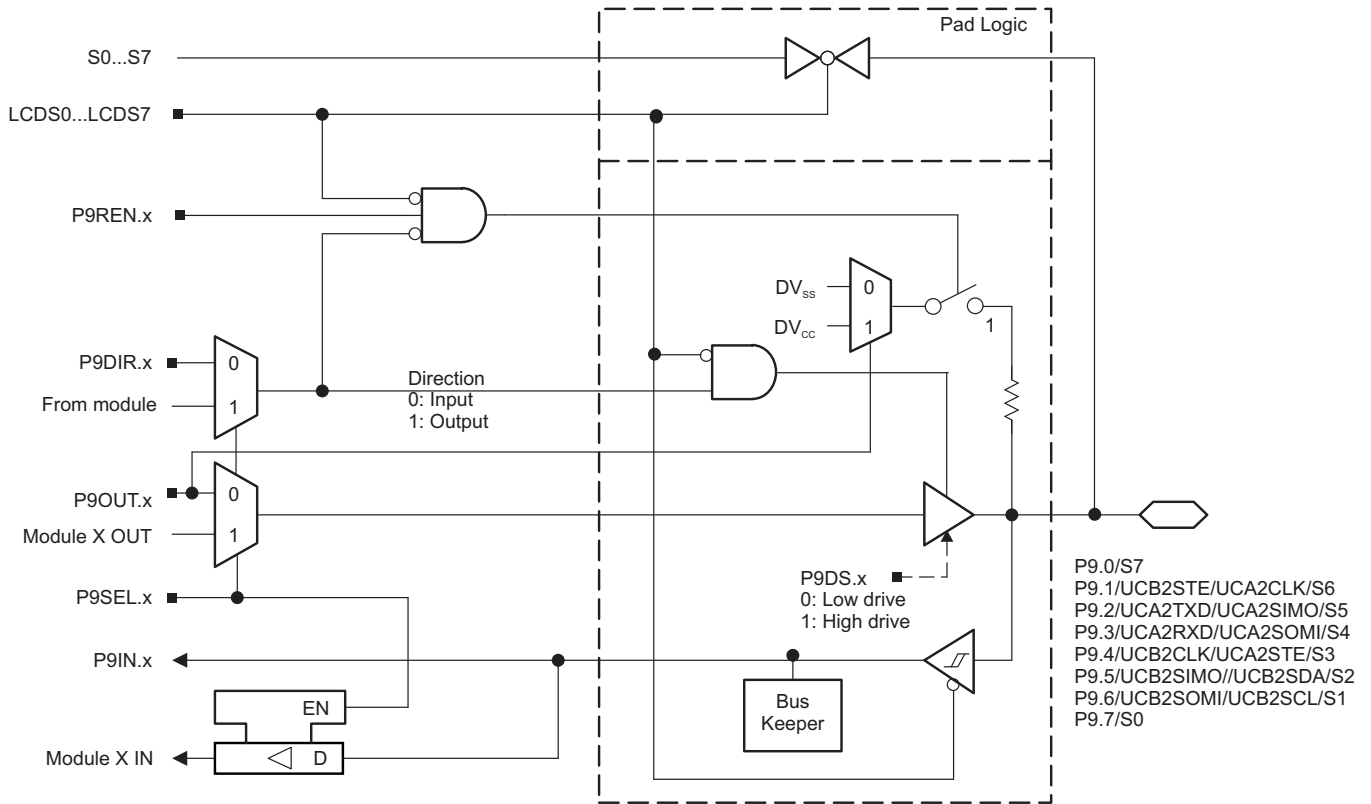 Pad Logic
S0...S7
LCDS0...LCDS7
P9REN.x
DVSS
0
DVCC
1
1
P9DIR.x
0
From module
1
Direction
0: Input
1: Output
P9OUT.x
0
Module X OUT
1
P9SEL.x
P9DS.x
0: Low drive
1: High drive
P9.0/S7
P9.1/UCB2STE/UCA2CLK/S6
P9.2/UCA2TXD/UCA2SIMO/S5
P9.3/UCA2RXD/UCA2SOMI/S4
P9.4/UCB2CLK/UCA2STE/S3
P9.5/UCB2SIMO//UCB2SDA/S2
P9.6/UCB2SOMI/UCB2SCL/S1
P9.7/S0
P9IN.x
Bus
Keeper
EN
Module X IN
D